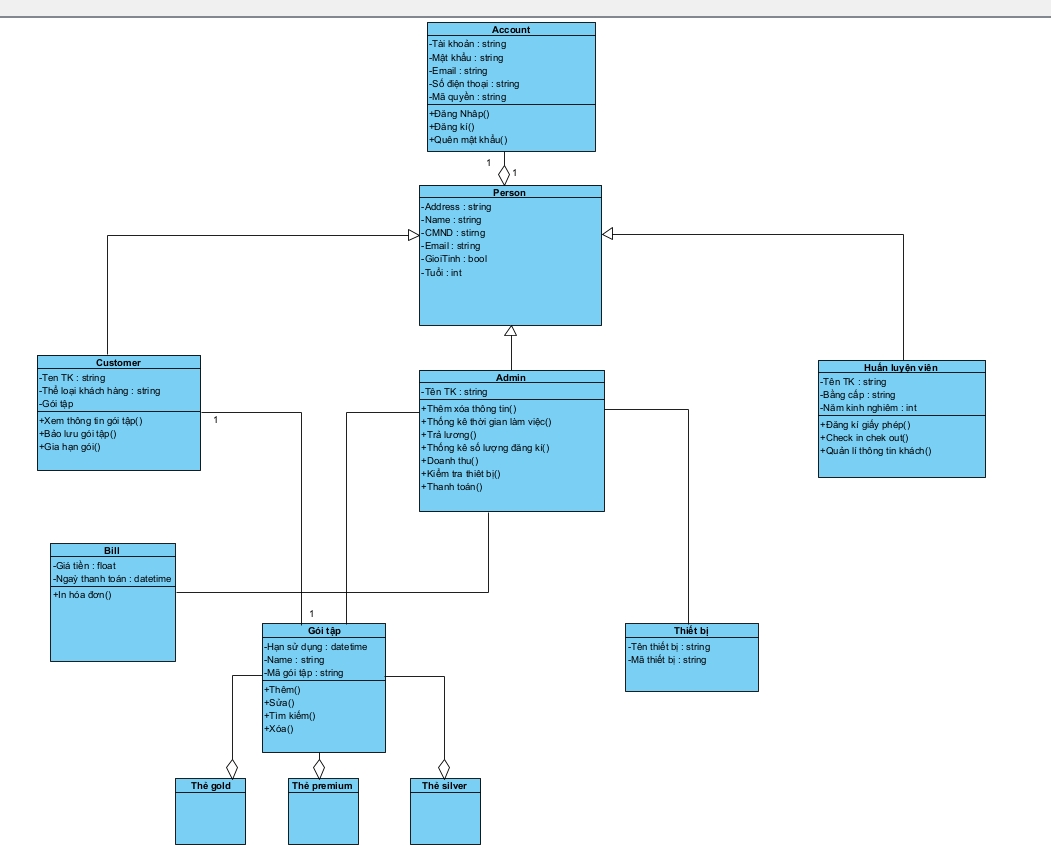 Account
-Tài khoản : string
-Mật khẩu : string
-Email : string
-Số điện thoại : string
-Mã quyền : string
+Đăng Nhâp()
+Đăng kí()
+Quên mật khẩu()
1
1
Person
-Address : string
-Name : string
-CMND : stirng
-Email : string
-GioiTinh : bool
-Tuổi : int
Customer
-Ten TK : string
-Thể loại khách hàng : string
-Gói tập
+Xem thông tin gói tập()
+Bảo lưu gói tập()
+Gia hạn gói()
1
Admin
-Tên TK : string
+Thêm xóa thông tin()
+Thống kê thời gian làm việc()
+Trả lương()
+Thống kê số lượng đăng kí()
+Doanh thu()
+Kiểm tra thiêt bị()
+Thanh toán()
Huấn luyện viên
-Tên TK : string
-Bằng cấp : string
-Năm kinh nghiêm : int
+Đăng kí giấy phép()
+Check in chek out()
+Quản lí thông tin khách()
Bill
-Giá tiền : float
-Ngaỳ thanh toán : datetime
+In hóa đơn()
1
Gói tập
-Hạn sử dụng : datetime
-Name : string
-Mã gói tập : string
+Thêm()
+Sửa()
+Tìm kiếm()
+Xóa()
Thiết bị
-Tên thiết bị : string
-Mã thiết bị : string
Thẻ gold
Thẻ premium
Thẻ silver